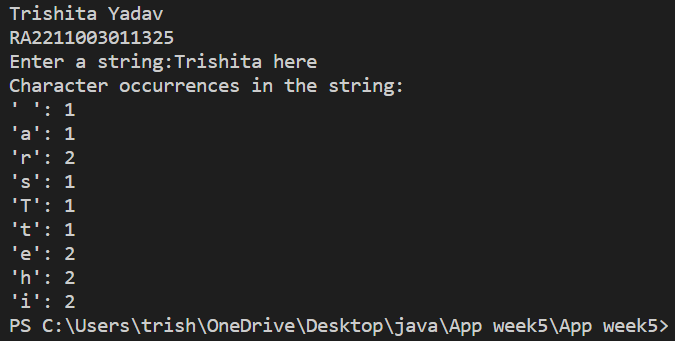 Trishita Yadav
RA2211003011325
Enter a string:Trishita here
Character occurrences in the string:
' ': 1
'a': 1
'r': 2
's': 1
'T': 1
't': 1
'e': 2
'h': 2
'i': 2
PS C:\Users\trish\OneDrive\Desktop\java\App week5\App week5>